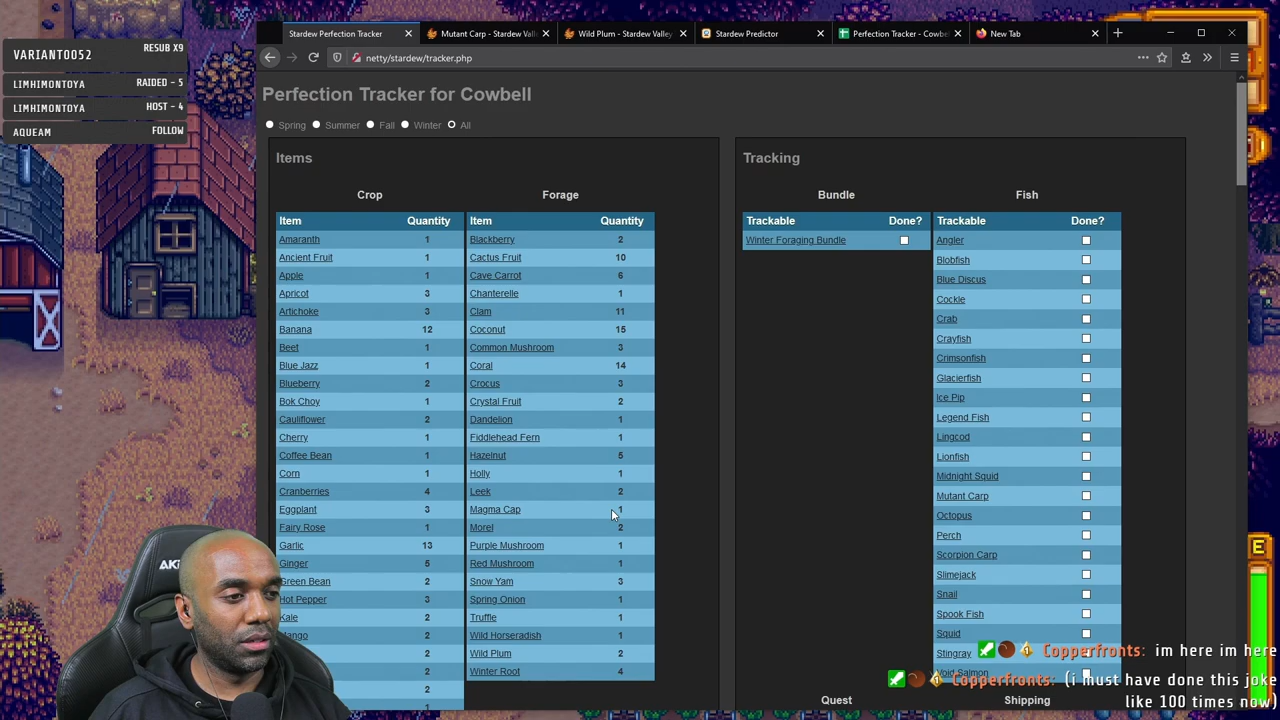 VARIANT0052 RESUB X9
LIMHIMONTOYA RAIDED - 5
LIMHIMONTOYA HOST - 4
AQUEAM FOLLOW
Stardew Perfection Tracker
Mutant Carp - Stardew Vall
Wild Plum - Stardew Valley
Stardew Predictor
Perfection Tracker - Cowbel
New Tab
netty/stardew/tracker.php
Perfection Tracker for Cowbell
Spring Summer Fall Winter All
Items
Crop
Item Quantity
Amaranth 1
Ancient Fruit 1
Apple 1
Apricot 3
Artichoke 3
Banana 12
Beet 1
Blue Jazz 1
Blueberry 2
Bok Choy 1
Cauliflower 2
Cherry 1
Coffee Bean 1
Corn 1
Cranberries 4
Eggplant 3
Fairy Rose 1
Garlic 13
Ginger 5
Green Bean 2
Hot Pepper 3
Kale 2
Mango 2
2
2
2
1
Forage
Item Quantity
Blackberry 2
Cactus Fruit 10
Cave Carrot 6
Chanterelle 1
Clam 11
Coconut 15
Common Mushroom 3
Coral 14
Crocus 3
Crystal Fruit 2
Dandelion 1
Fiddlehead Fern 1
Hazelnut 5
Holly 1
Leek 2
Magma Cap 1
Morel 2
Purple Mushroom 1
Red Mushroom 1
Snow Yam 3
Spring Onion 1
Truffle 1
Wild Horseradish 1
Wild Plum 2
Winter Root 4
Tracking
Bundle
Trackable Done?
Winter Foraging Bundle
Fish
Trackable Done?
Angler
Blobfish
Blue Discus
Cockle
Crab
Crayfish
Crimsonfish
Glacierfish
Ice Pip
Legend Fish
Lingcod
Lionfish
Midnight Squid
Mutant Carp
Octopus
Perch
Scorpion Carp
Slimejack
Snail
Spook Fish
Squid
Stingray
Void Salmon
Quest
Shipping
Copperfronts: im here im here
Copperfronts: (i must have done this joke
like 100 times now)
AK
E